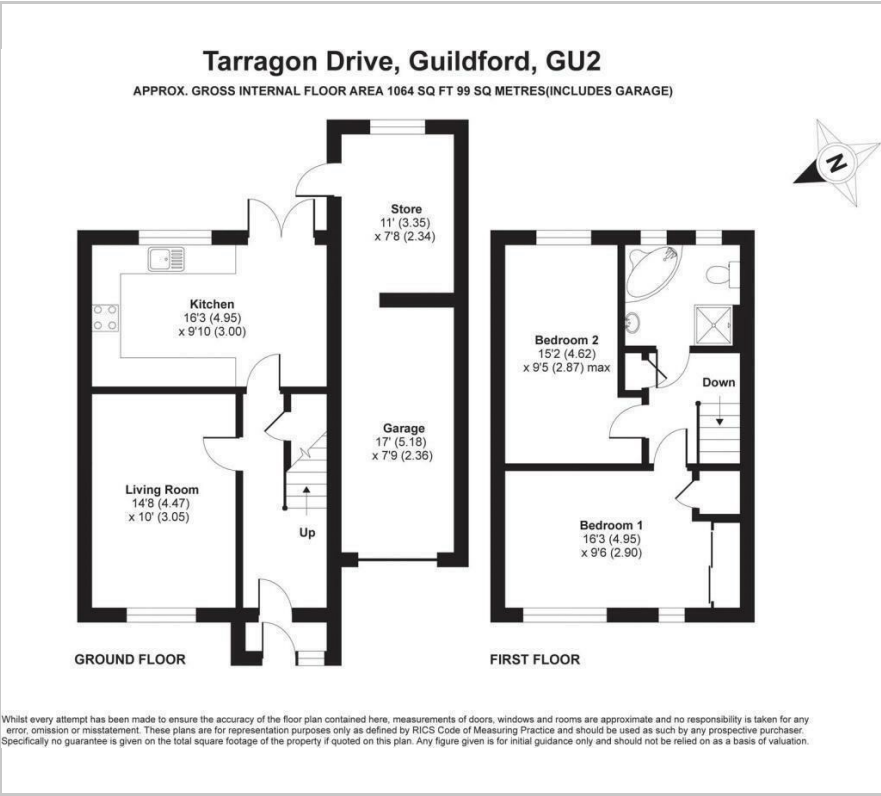 Tarragon Drive, Guildford, GU2
APPROX. GROSS INTERNAL FLOOR AREA 1064 SQ FT 99 SQ METRES(INCLUDES GARAGE)
N
Store
11' (3.35)
x 7'8 (2.34)
Kitchen
16'3 (4.95)
x 9'10 (3.00)
Garage
17' (5.18)
x 7'9 (2.36)
Living Room
14'8 (4.47)
x 10' (3.05)
Up
Bedroom 2
15'2 (4.62)
x 9'5 (2.87) max
Down
Bedroom 1
16'3 (4.95)
x 9'6 (2.90)
GROUND FLOOR
FIRST FLOOR
Whilst every attempt has been made to ensure the accuracy of the floor plan contained here, measurements of doors, windows and rooms are approximate and no responsibility is taken for any
error, omission or misstatement. These plans are for representation purposes only as defined by RICS Code of Measuring Practice and should be used as such by any prospective purchaser.
Specifically no guarantee is given on the total square footage of the property if quoted on this plan. Any figure given is for initial guidance only and should not be relied on as a basis of valuation.